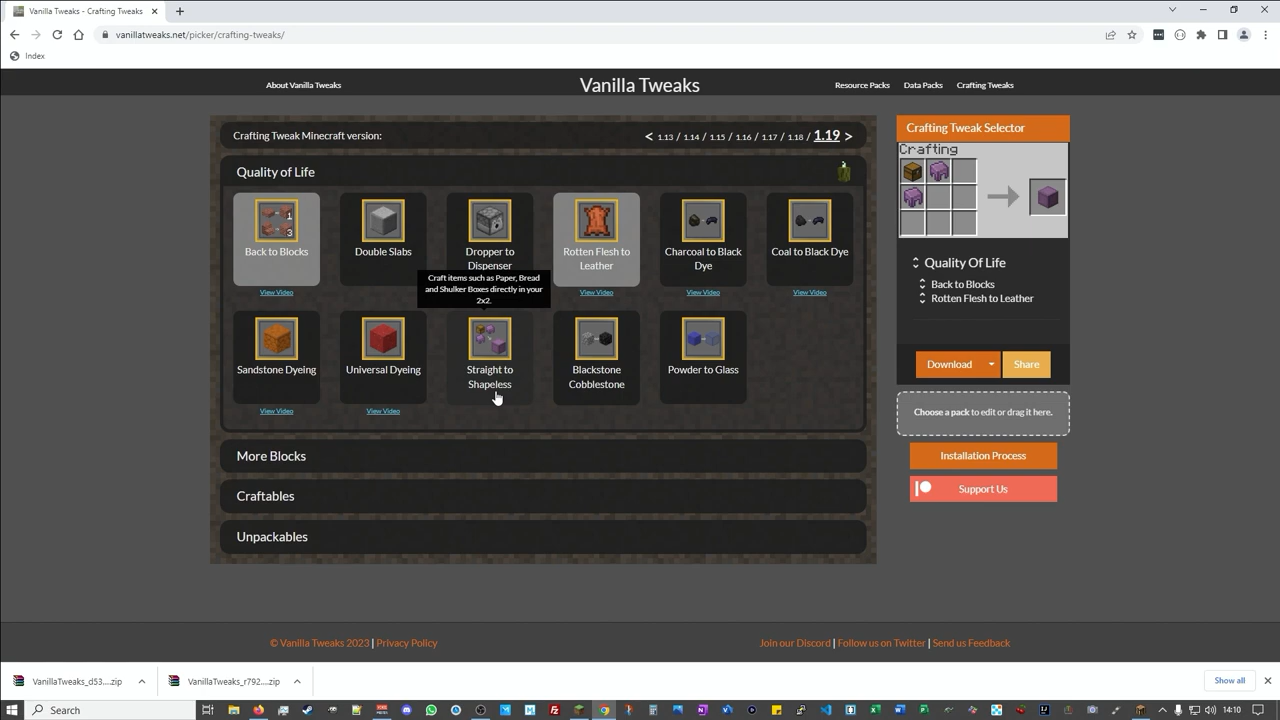 Vanilla Tweaks - Crafting Tweaks
vanillatweaks.net/picker/crafting-tweaks/
Index
About Vanilla Tweaks
Vanilla Tweaks
Resource Packs
Data Packs
Crafting Tweaks
Crafting Tweak Minecraft version:
< 1.13 / 1.14 / 1.15 / 1.16 / 1.17 / 1.18 / 1.19 >
Quality of Life
1
3
Back to Blocks
Double Slabs
Dropper to
Dispenser
Rotten Flesh to
Leather
Charcoal to Black
Dye
Coal to Black Dye
View Video
View Video
View Video
View Video
Craft items such as Paper, Bread
and Shulker Boxes directly in your
2x2.
Sandstone Dyeing
Universal Dyeing
Straight to
Shapeless
Blackstone
Cobblestone
Powder to Glass
View Video
View Video
More Blocks
Craftables
Unpackables
Crafting Tweak Selector
Crafting
Quality Of Life
Back to Blocks
Rotten Flesh to Leather
Download
Share
Choose a pack to edit or drag it here.
Installation Process
Support Us
© Vanilla Tweaks 2023 | Privacy Policy
Join our Discord | Follow us on Twitter | Send us Feedback
VanillaTweaks_d53....zip
VanillaTweaks_r792....zip
Show all
Search
14:10